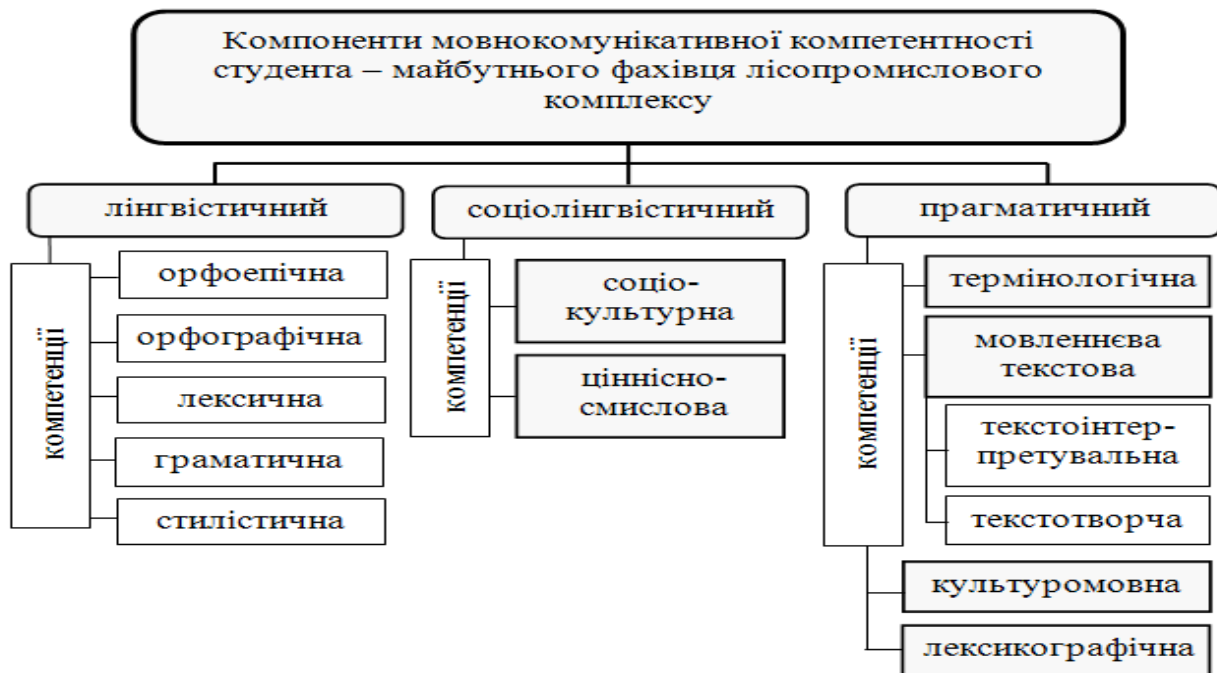 Компоненти мовнокомунікативної компетентності
студента – майбутнього фахівця лісопромислового
комплексу
лінгвістичний
компетенції
орфоепічна
орфографічна
лексична
граматична
стилістична
соціолінгвістичний
компетенції
соціо-
культурна
ціннісно-
смислова
прагматичний
компетенції
термінологічна
мовленнєва
текстова
текстоінтер-
претувальна
текстотворча
культуромовна
лексикографічна